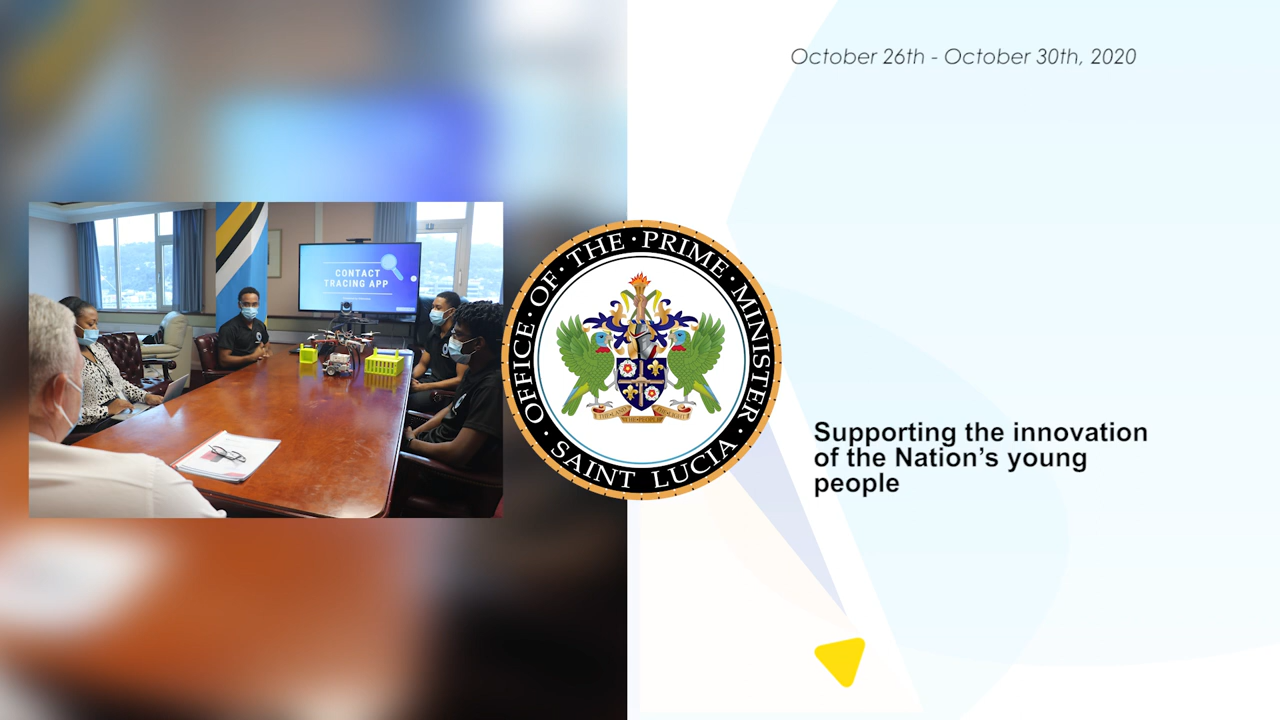 October 26th - October 30th, 2020
CONTACT
TRACING APP
OFFICE · OF · THE · PRIME · MINISTER
· SAINT LUCIA ·
Supporting the innovation
of the Nation’s young
people